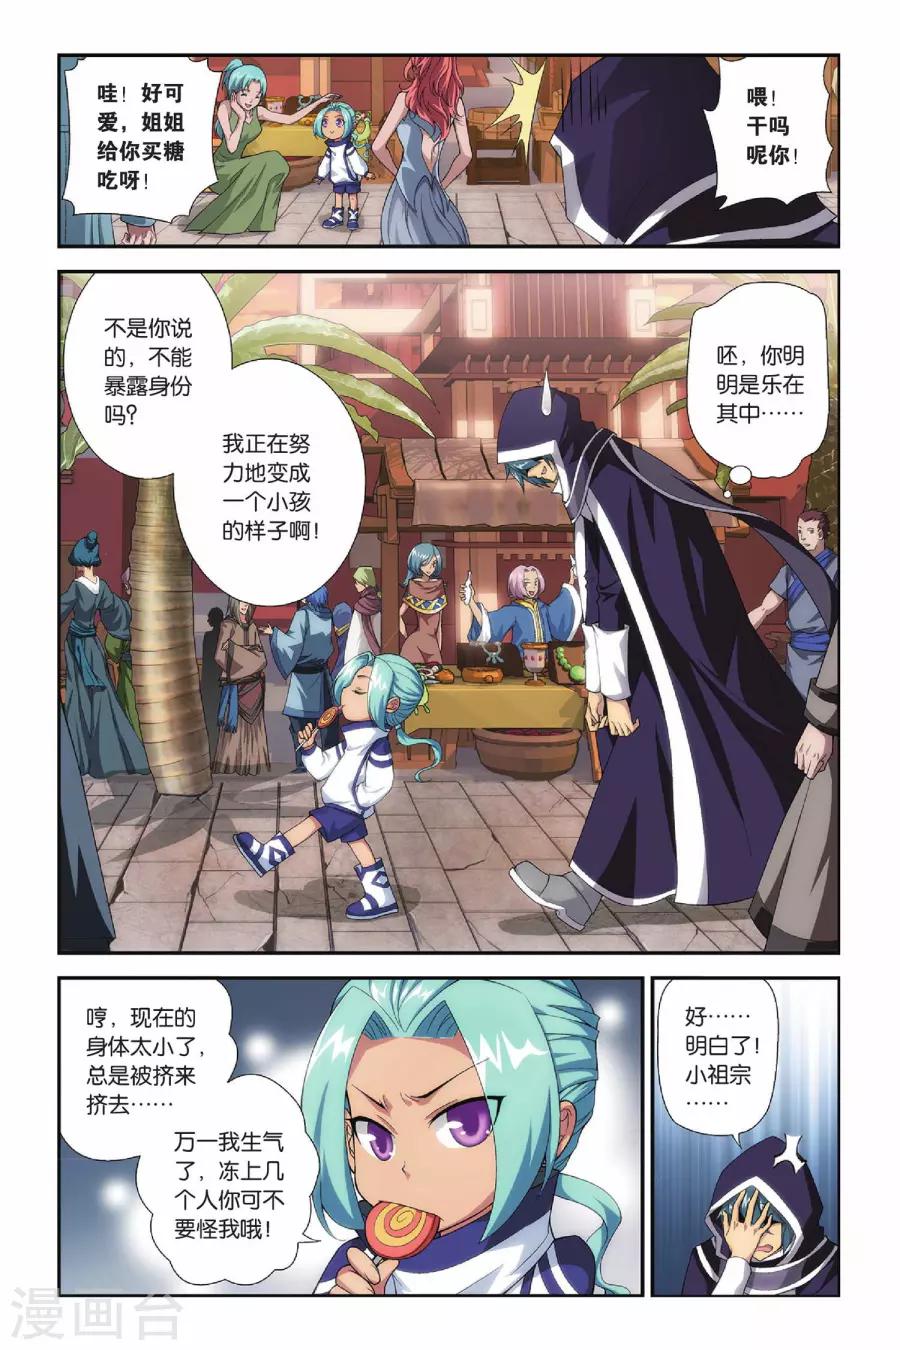 哇！好可
爱，姐姐
给你买糖
吃呀！
喂！
干吗
呢你！
不是你说
的，不能
暴露身份
吗？
我正在努
力地变成
一个小孩
的样子啊！
呸，你明
明是乐在
其中……
哼，现在的
身体太小了，
总是被挤来
挤去……
万一我生气
了，冻上几
个人你可不
要怪我哦！
好……
明白了！
小祖宗
……
漫画台